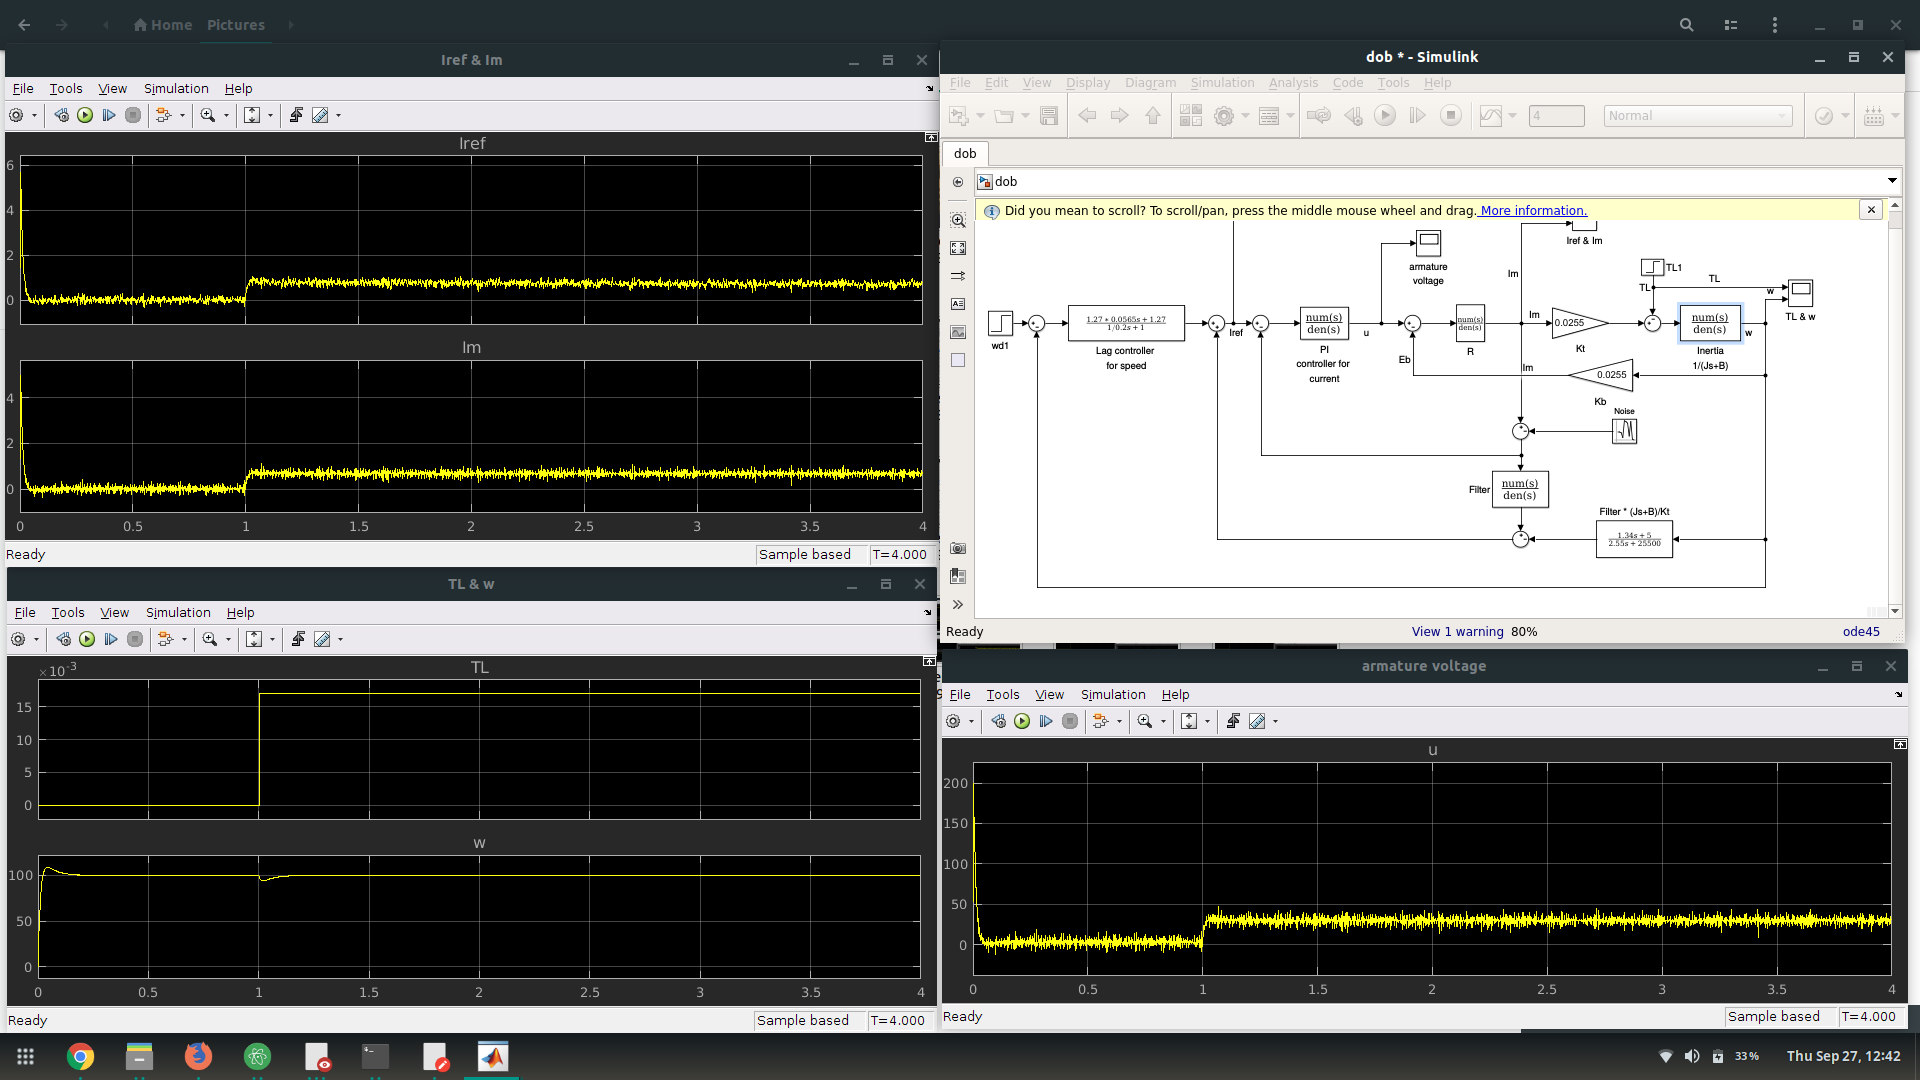 Home Pictures
Iref & Im
File Tools View Simulation Help
Iref
6
4
2
0
Im
4
2
0
0 0.5 1 1.5 2 2.5 3 3.5 4
Ready Sample based T=4.000
TL & w
File Tools View Simulation Help
×10⁻³ TL
15
10
5
0
w
100
50
0
0 0.5 1 1.5 2 2.5 3 3.5 4
Ready Sample based T=4.000
dob * - Simulink
File Edit View Display Diagram Simulation Analysis Code Tools Help
4 Normal
dob
dob
Did you mean to scroll? To scroll/pan, press the middle mouse wheel and drag. More information.
Iref & Im
armature
voltage
Im
TL1
TL
TL
w
TL & w
wd1
1.27*0.0565s+1.27
1/0.2s+1
Lag controller
for speed
Iref
num(s)
den(s)
PI
controller for
current
u
Eb
num(s)
den(s)
R
Im
0.0255
Kt
num(s)
den(s)
Inertia
1/(Js+B)
w
Im
0.0255
Kb
Noise
Filter
num(s)
den(s)
Filter * (Js+B)/Kt
1.34s+5
2.55s+25500
Ready View 1 warning 80% ode45
armature voltage
File Tools View Simulation Help
u
200
150
100
50
0
0 0.5 1 1.5 2 2.5 3 3.5 4
Ready Sample based T=4.000
33% Thu Sep 27, 12:42